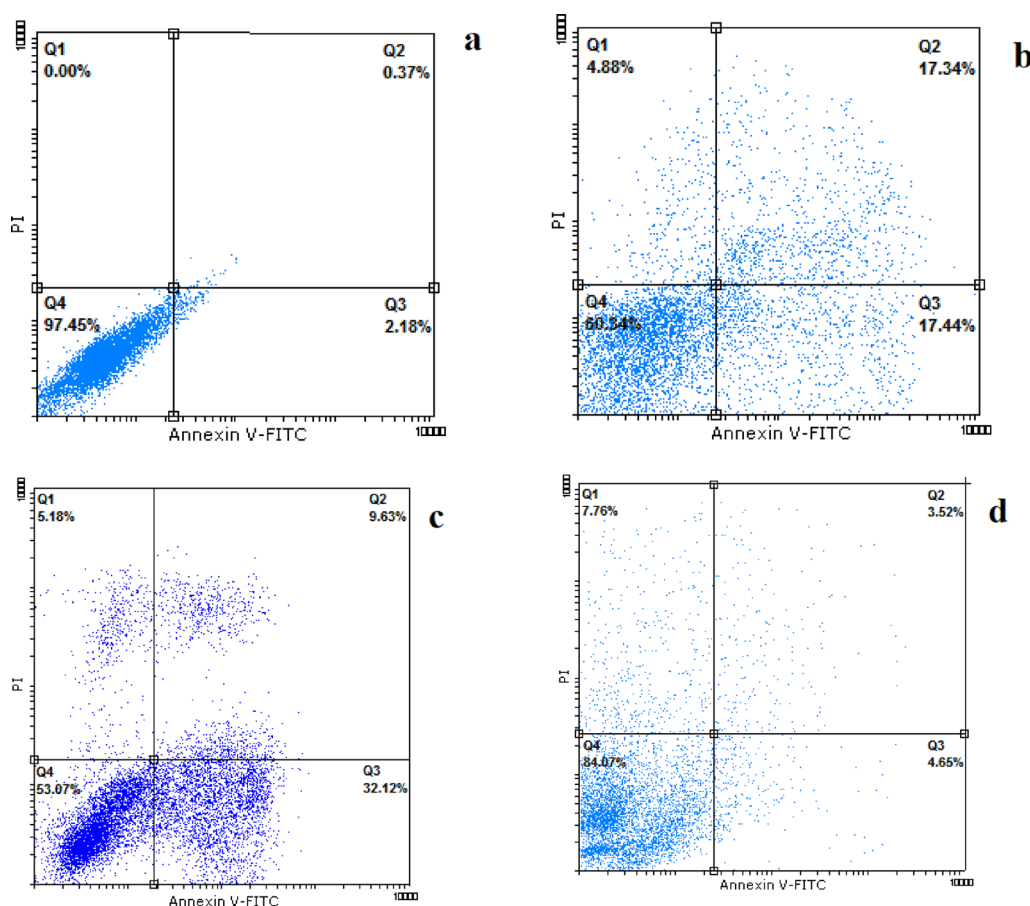 a
Q1
0.00%
Q2
0.37%
PI
Q4
97.45%
Q3
2.18%
Annexin V-FITC
b
Q1
4.88%
Q2
17.34%
PI
Q4
60.34%
Q3
17.44%
Annexin V-FITC
c
Q1
5.18%
Q2
9.63%
PI
Q4
53.07%
Q3
32.12%
Annexin V-FITC
d
Q1
7.76%
Q2
3.52%
PI
Q4
84.07%
Q3
4.65%
Annexin V-FITC